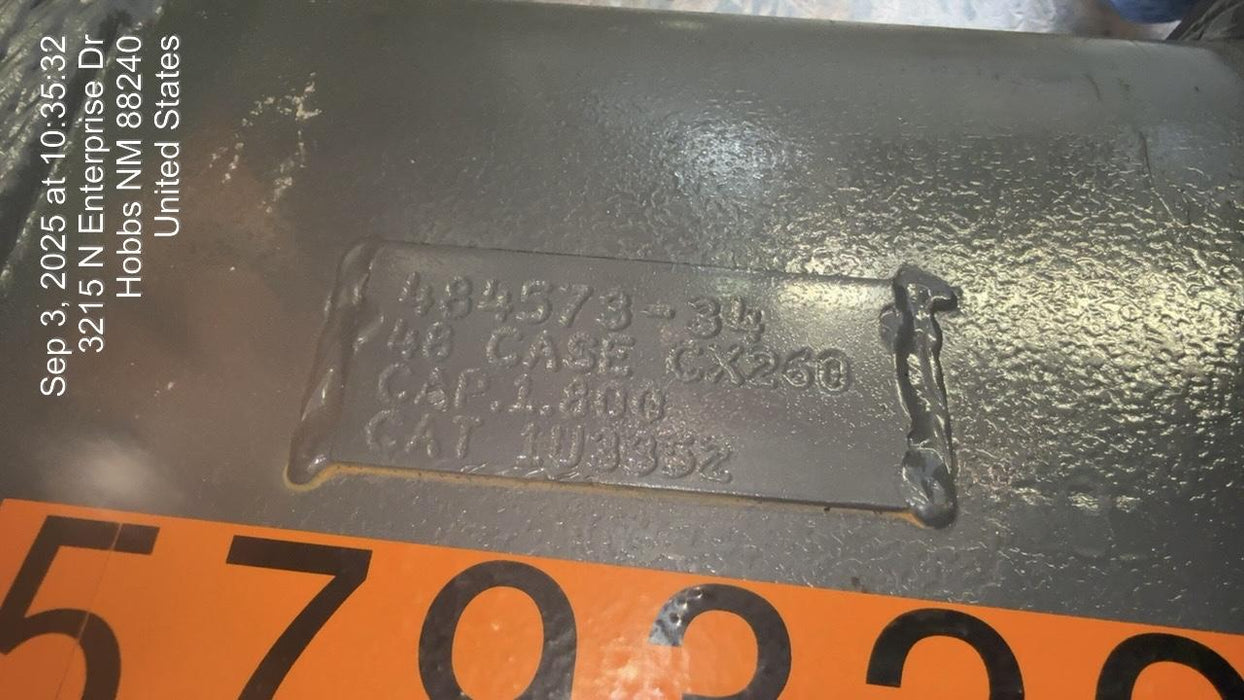 Sep 3, 2025 at 10:35:32
3215 N Enterprise Dr
Hobbs NM 88240
United States
484573-34
48 CASE CX260
CAP.1.800
CAT 1U3352